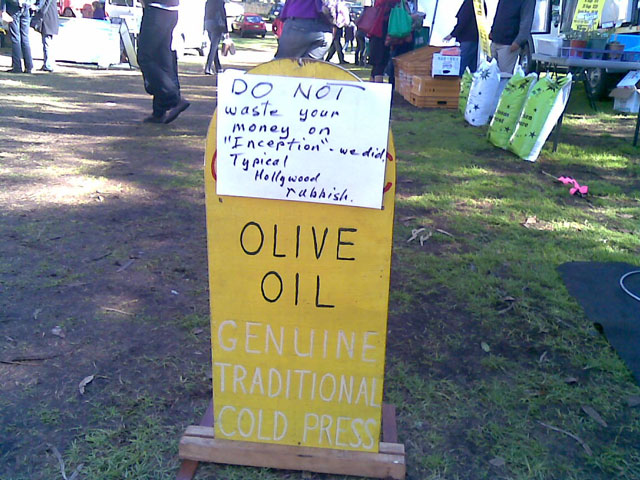 DO NOT
waste your
money on
"Inception" - we did.
Typical
Hollywood
rubbish.
OLIVE
OIL
GENUINE
TRADITIONAL
COLD PRESS